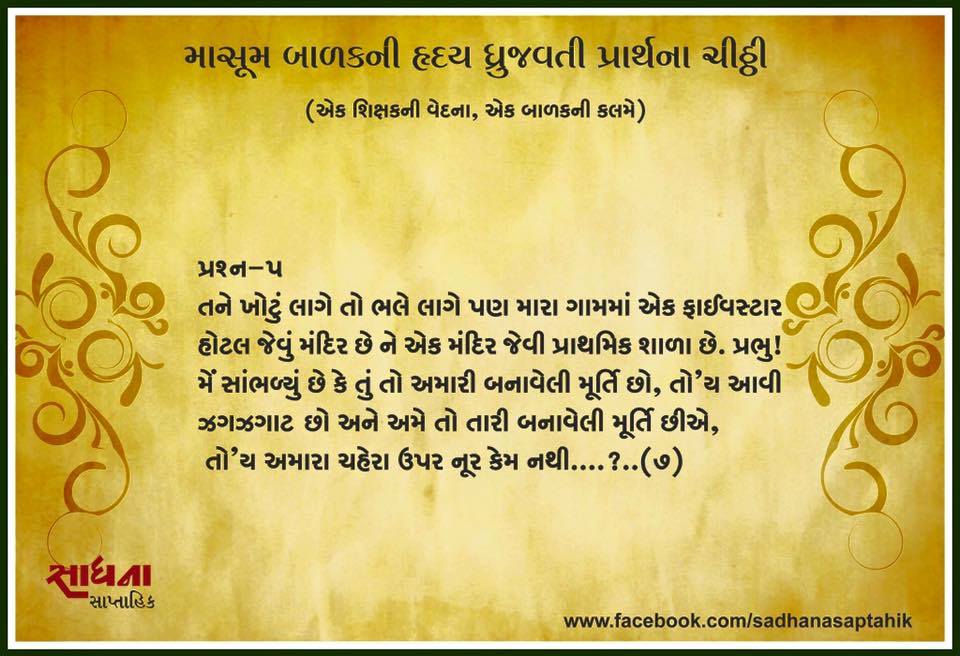 માસૂમ બાળકની હૃદય ધ્રુજવતી પ્રાર્થના ચીઠ્ઠી
(એક શિક્ષકની વેદના, એક બાળકની કલમે)
પ્રશ્ન–૫
તને ખોટું લાગે તો ભલે લાગે પણ મારા ગામમાં એક ફાઈવસ્ટાર
હોટલ જેવું મંદિર છે ને એક મંદિર જેવી પ્રાથમિક શાળા છે. પ્રભુ!
મેં સાંભળ્યું છે કે તું તો અમારી બનાવેલી મૂર્તિ છો, તો’ય આવી
ઝગઝગાટ છો અને અમે તો તારી બનાવેલી મૂર્તિ છીએ,
તો’ય અમારા ચહેરા ઉપર નૂર કેમ નથી....?..(૭)
સાધના
સાપ્તાહિક
www.facebook.com/sadhanasaptahik